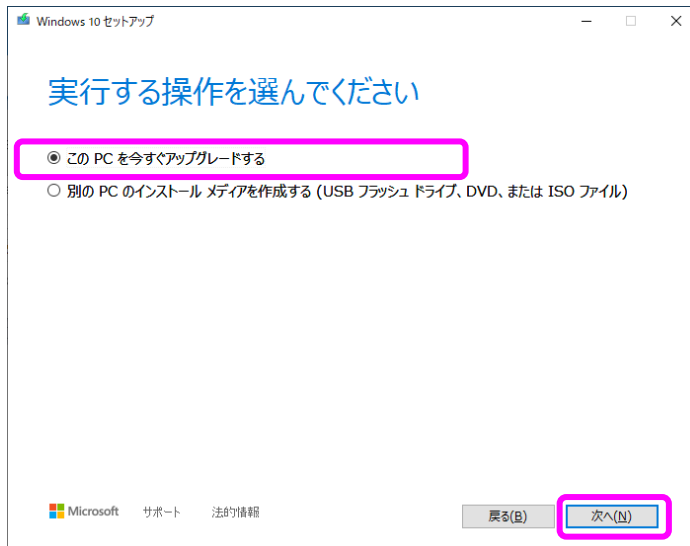 Windows 10 セットアップ
実行する操作を選んでください
この PC を今すぐアップグレードする
別の PC のインストール メディアを作成する (USB フラッシュ ドライブ、DVD、または ISO ファイル)
Microsoft サポート 法的情報 戻る(B) 次へ(N)